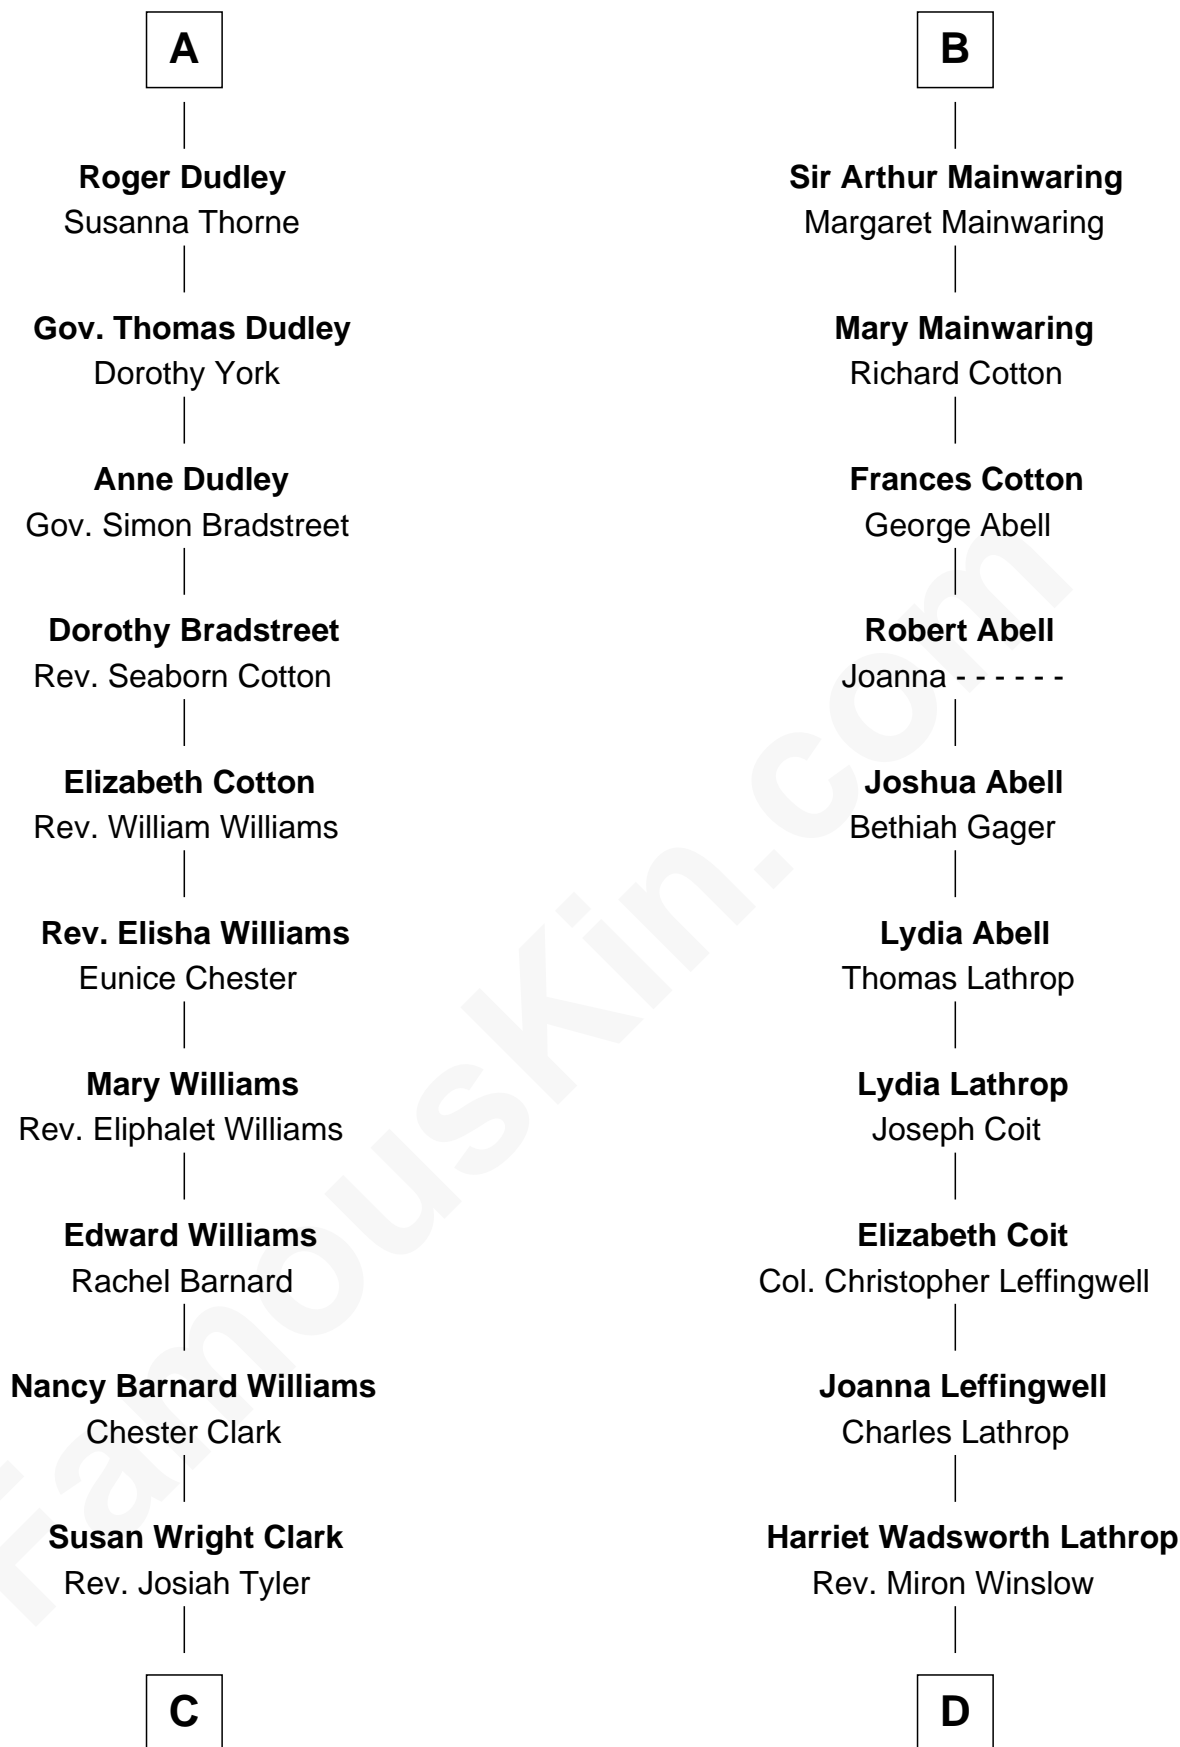 A
Roger Dudley
Susanna Thorne
Gov. Thomas Dudley
Dorothy York
Anne Dudley
Gov. Simon Bradstreet
Dorothy Bradstreet
Rev. Seaborn Cotton
Elizabeth Cotton
Rev. William Williams
Rev. Elisha Williams
Eunice Chester
Mary Williams
Rev. Eliphalet Williams
Edward Williams
Rachel Barnard
Nancy Barnard Williams
Chester Clark
Susan Wright Clark
Rev. Josiah Tyler
C
B
Sir Arthur Mainwaring
Margaret Mainwaring
Mary Mainwaring
Richard Cotton
Frances Cotton
George Abell
Robert Abell
Joanna - - - - - -
Joshua Abell
Bethiah Gager
Lydia Abell
Thomas Lathrop
Lydia Lathrop
Joseph Coit
Elizabeth Coit
Col. Christopher Leffingwell
Joanna Leffingwell
Charles Lathrop
Harriet Wadsworth Lathrop
Rev. Miron Winslow
D
FamousKin.com